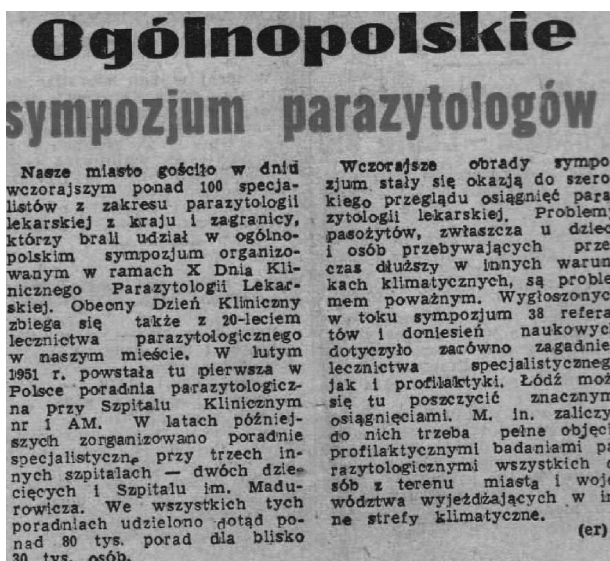 Ogólnopolskie
sympozjum parazytologów
Nasze miasto gościło w dniu
wczorajszym ponad 100 specja-
listów z zakresu parazytologii
lekarskiej z kraju i zagranicy,
którzy brali udział w ogólno-
polskim sympozjum organizo-
wanym w ramach X Dnia Kli-
nicznego Parazytologii Lekar-
skiej. Obecny Dzień Kliniczny
zbiega się także z 20-leciem
lecznictwa parazytologicznego
w naszym mieście. W lutym
1951 r. powstała tu pierwsza w
Polsce poradnia parazytologicz-
na przy Szpitalu Klinicznym
nr 1 AM. W latach później-
szych zorganizowano poradnie
specjalistyczne przy trzech in-
nych szpitalach — dwóch dzie-
cięcych i Szpitalu im. Madu-
rowicza. We wszystkich tych
poradniach udzielono dotąd po-
nad 80 tys. porad dla blisko
30 tys. osób.
Wczorajsze obrady sympo
zjum stały się okazją do szero
kiego przeglądu osiągnięć para
zytologii lekarskiej. Problem
pasożytów, zwłaszcza u dziec
i osób przebywających prze
czas dłuższy w innych warun
kach klimatycznych, są proble
mem poważnym. Wygłoszonyc
w toku sympozjum 38 refera
tów i doniesień naukowyc
dotyczyło zarówno zagadnie
lecznictwa specjalistyczneg
jak i profilaktyki. Łódź moż
się tu poszczycić znacznym
osiągnięciami. M. in. zaliczy
do nich trzeba pełne objęci
profilaktycznymi badaniami pa
razytologicznymi wszystkich o
sób z terenu miasta i woje
wództwa wyjeżdżających w in
ne strefy klimatyczne.
(er)